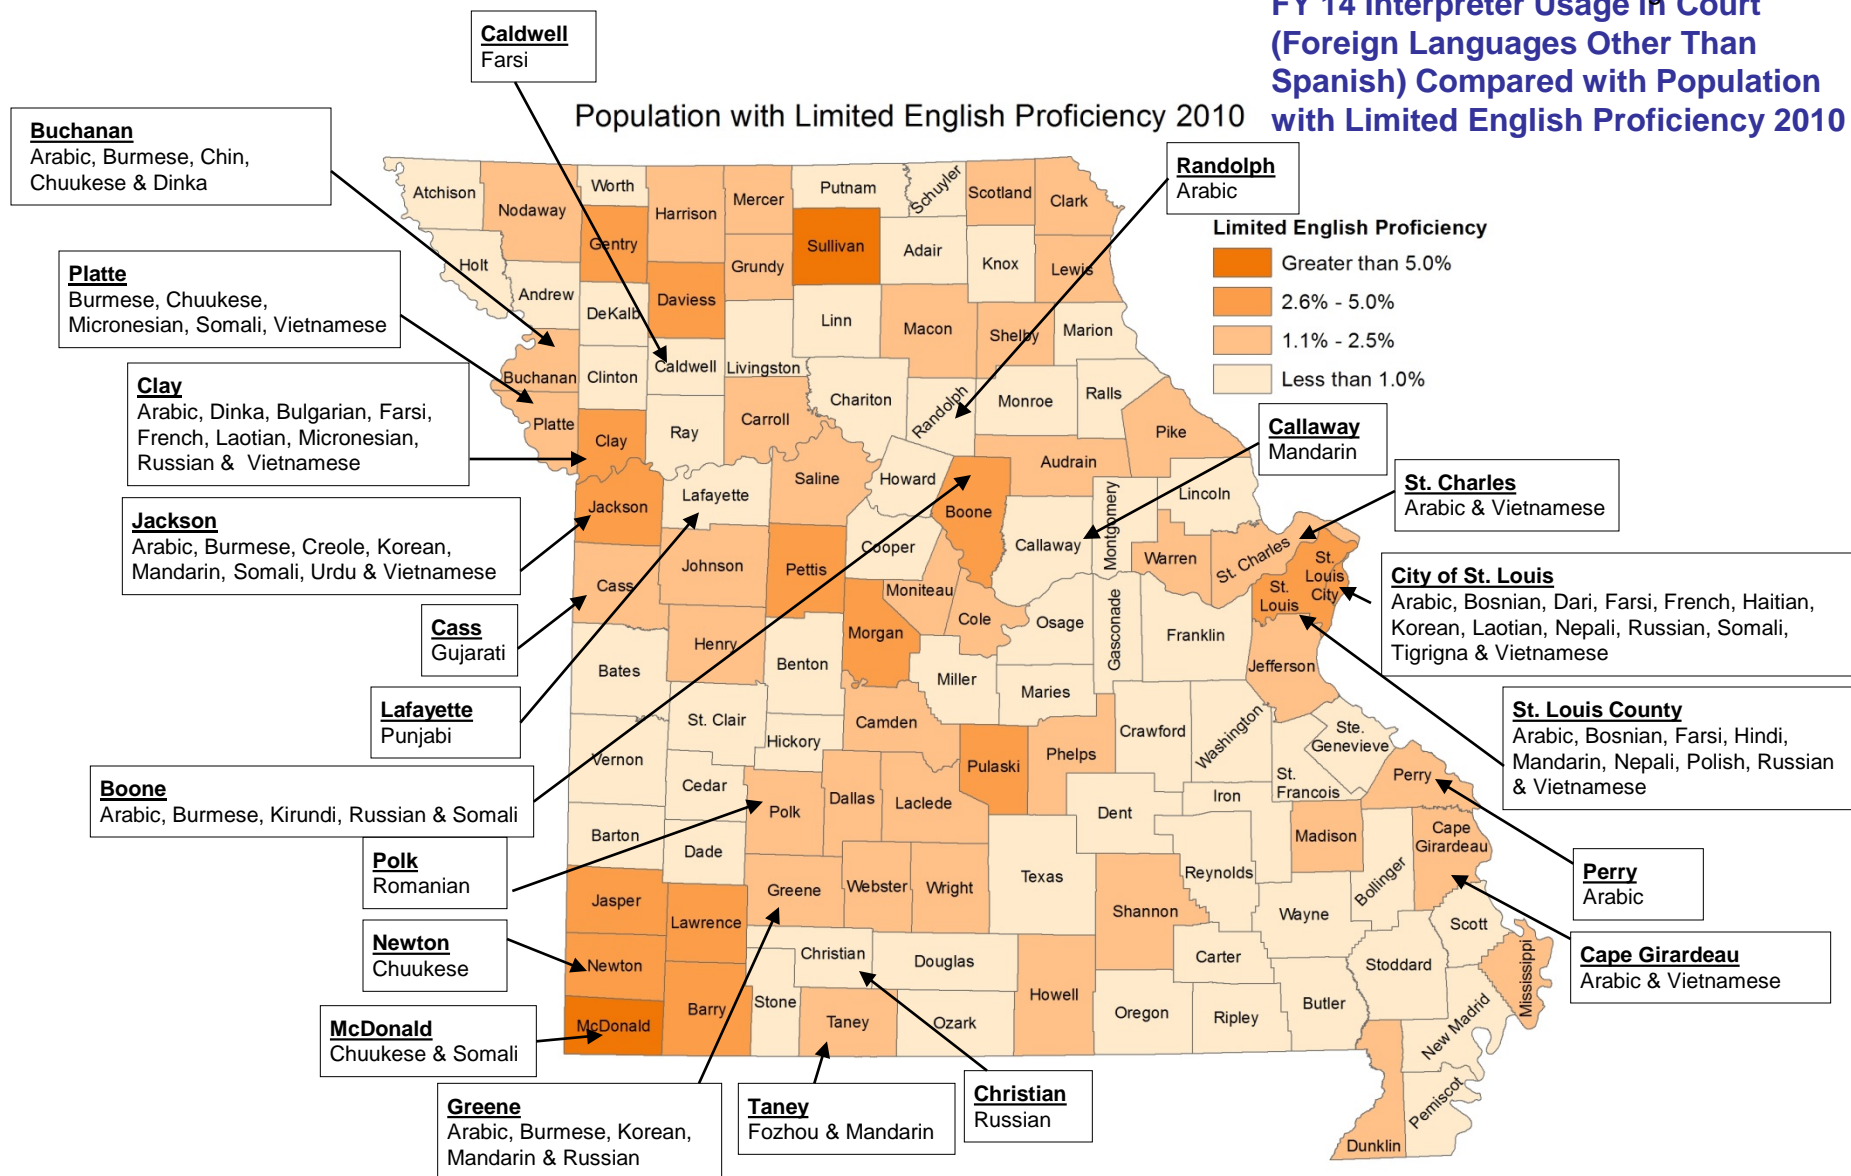 FY 14 Interpreter Usage in Court
(Foreign Languages Other Than
Spanish) Compared with Population
with Limited English Proficiency 2010
Population with Limited English Proficiency 2010
Caldwell
Farsi
Buchanan
Arabic, Burmese, Chin,
Chuukese & Dinka
Platte
Burmese, Chuukese,
Micronesian, Somali, Vietnamese
Clay
Arabic, Dinka, Bulgarian, Farsi,
French, Laotian, Micronesian,
Russian & Vietnamese
Jackson
Arabic, Burmese, Creole, Korean,
Mandarin, Somali, Urdu & Vietnamese
Cass
Gujarati
Lafayette
Punjabi
Boone
Arabic, Burmese, Kirundi, Russian & Somali
Polk
Romanian
Newton
Chuukese
McDonald
Chuukese & Somali
Greene
Arabic, Burmese, Korean,
Mandarin & Russian
Taney
Fozhou & Mandarin
Christian
Russian
Randolph
Arabic
Limited English Proficiency
Greater than 5.0%
2.6% - 5.0%
1.1% - 2.5%
Less than 1.0%
Callaway
Mandarin
St. Charles
Arabic & Vietnamese
City of St. Louis
Arabic, Bosnian, Dari, Farsi, French, Haitian,
Korean, Laotian, Nepali, Russian, Somali,
Tigrigna & Vietnamese
St. Louis County
Arabic, Bosnian, Farsi, Hindi,
Mandarin, Nepali, Polish, Russian
& Vietnamese
Perry
Arabic
Cape Girardeau
Arabic & Vietnamese
Atchison
Nodaway
Worth
Harrison
Mercer
Putnam
Schuyler
Scotland
Clark
Gentry
Sullivan
Adair
Knox
Lewis
Holt
Andrew
DeKalb
Daviess
Grundy
Linn
Macon
Shelby
Marion
Buchanan
Clinton
Caldwell
Livingston
Chariton
Randolph
Monroe
Ralls
Platte
Clay
Ray
Carroll
Pike
Audrain
Jackson
Lafayette
Saline
Howard
Boone
Callaway
Montgomery
Lincoln
Warren
St. Charles
Cass
Johnson
Pettis
Cooper
Moniteau
Cole
Osage
Gasconade
Franklin
St.
Louis
St.
Louis
City
Jefferson
Bates
Henry
Benton
Morgan
Miller
Maries
Vernon
St. Clair
Hickory
Camden
Pulaski
Phelps
Crawford
Washington
Ste.
Genevieve
St.
Francois
Perry
Cedar
Polk
Dallas
Laclede
Dent
Iron
Madison
Cape
Girardeau
Barton
Dade
Greene
Webster
Wright
Texas
Shannon
Reynolds
Wayne
Bollinger
Scott
Mississippi
Jasper
Lawrence
Newton
Christian
Douglas
Howell
Carter
Butler
Stoddard
McDonald
Barry
Stone
Taney
Ozark
Oregon
Ripley
New Madrid
Pemiscot
Dunklin